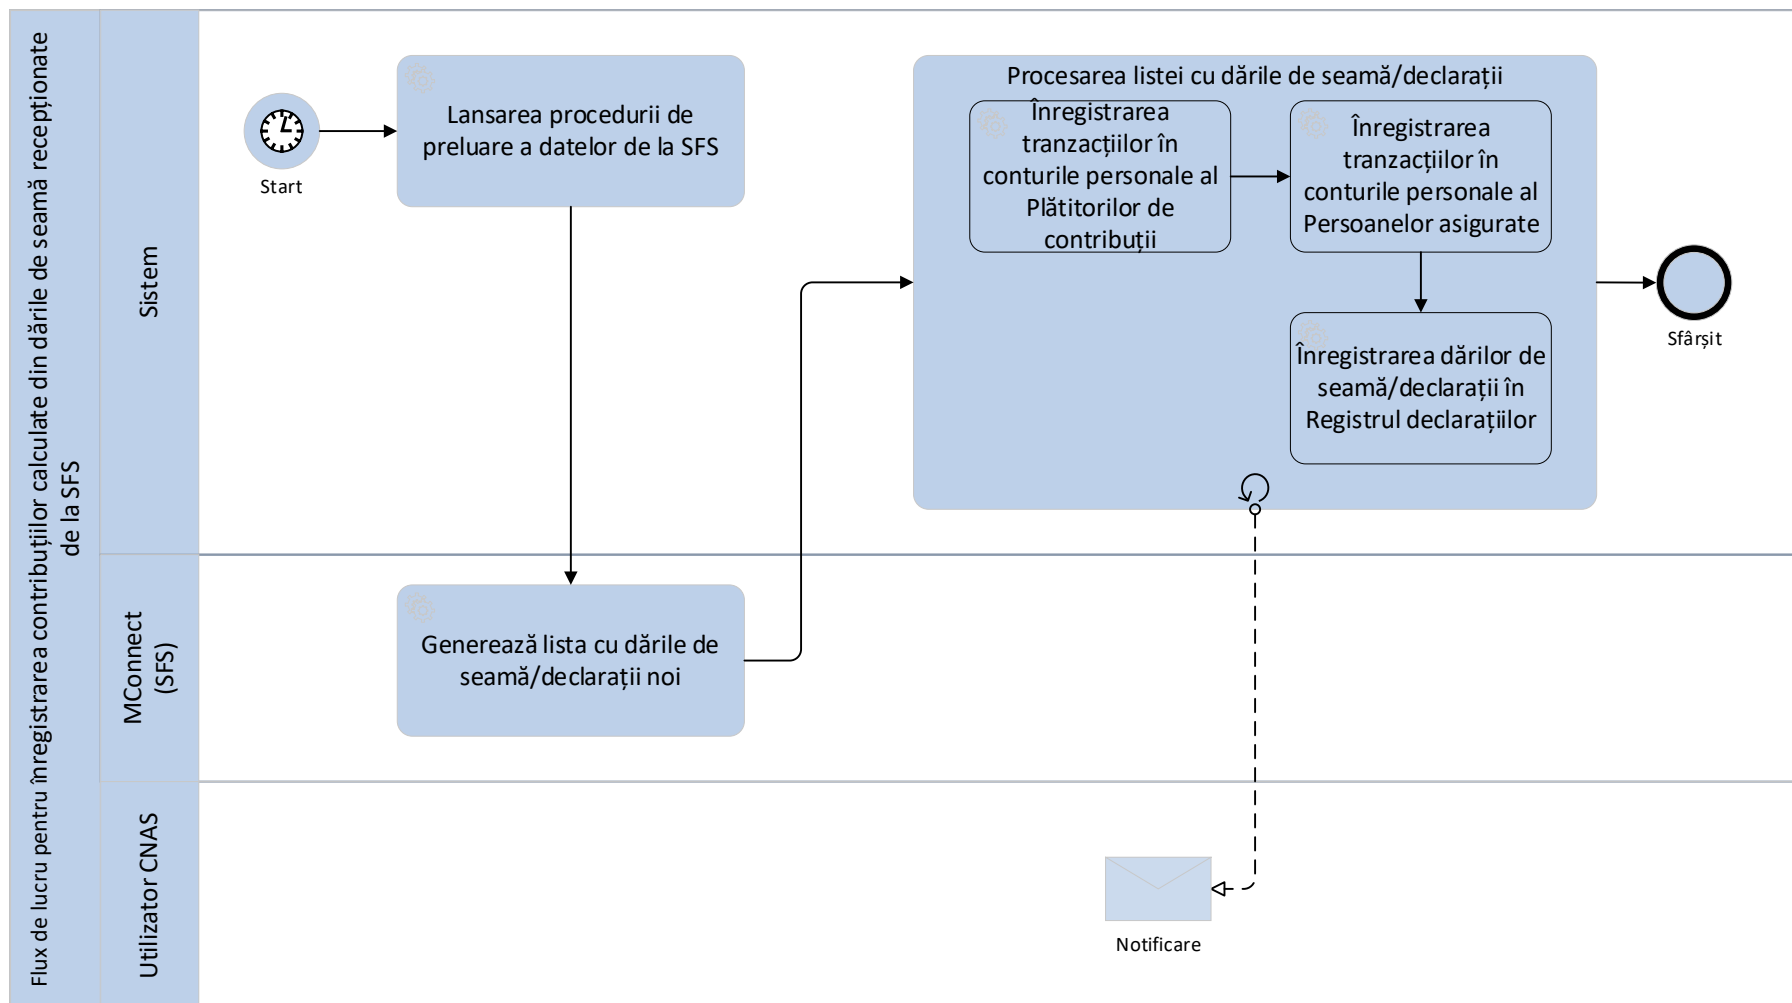 Flux de lucru pentru înregistrarea contribuțiilor calculate din dările de seamă recepționate
de la SFS
Sistem
Start
Lansarea procedurii de
preluare a datelor de la SFS
Procesarea listei cu dările de seamă/declarații
Înregistrarea
tranzacțiilor în
conturile personale al
Plătitorilor de
contribuții
Înregistrarea
tranzacțiilor în
conturile personale al
Persoanelor asigurate
Înregistrarea dărilor de
seamă/declarații în
Registrul declarațiilor
Sfârșit
MConnect
(SFS)
Generează lista cu dările de
seamă/declarații noi
Utilizator CNAS
Notificare